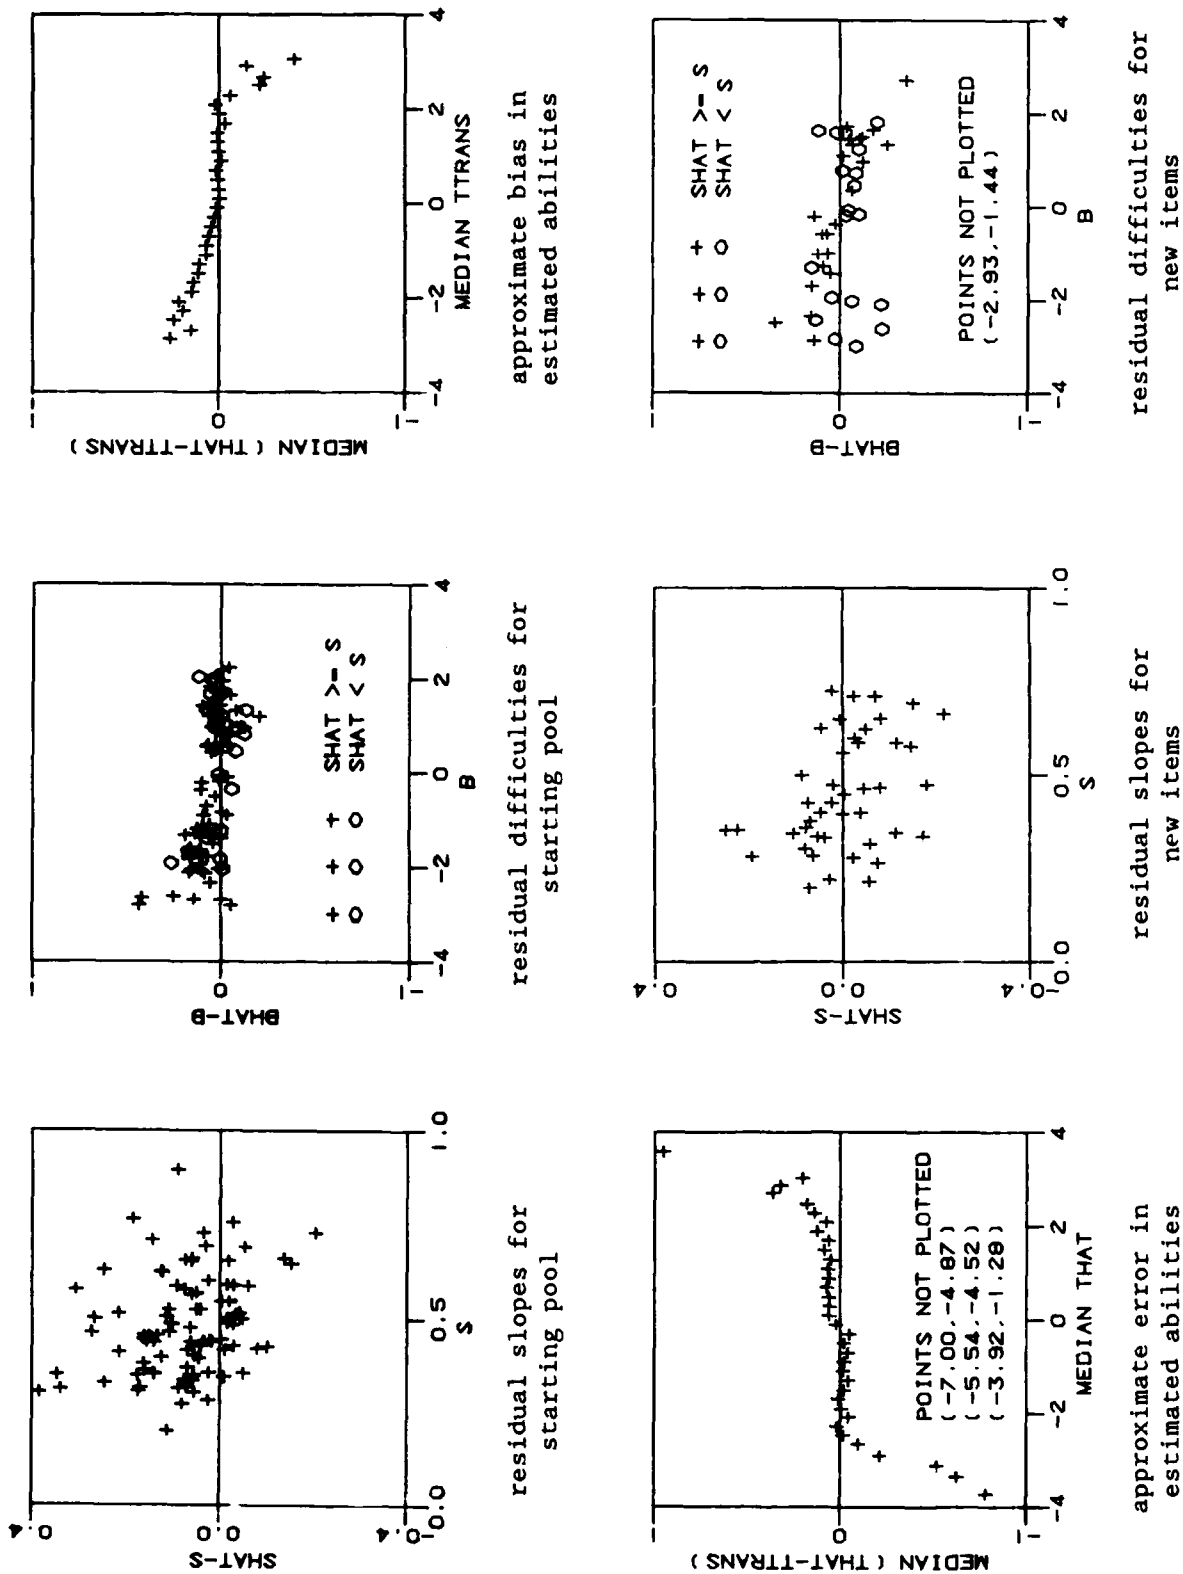 0.4
0.0
-0.4
SHAT-S
0.0
0.5
1.0
S
residual slopes for
starting pool
1
0
-1
BHAT-B
-4
-2
0
2
4
B
+ + + SHAT >= S
O O O SHAT < S
residual difficulties for
starting pool
1
0
-1
MEDIAN (THAT-TTRANS)
-4
-2
0
2
4
MEDIAN TTRANS
approximate bias in
estimated abilities
1
0
-1
MEDIAN (THAT-TTRANS)
POINTS NOT PLOTTED
(-7.00,-4.87)
(-5.54,-4.52)
(-3.92,-1.28)
-4
-2
0
2
4
MEDIAN THAT
approximate error in
estimated abilities
0.4
0.0
-0.4
SHAT-S
0.0
0.5
1.0
S
residual slopes for
new items
1
0
-1
BHAT-B
+ + + SHAT >= S
O O O SHAT < S
POINTS NOT PLOTTED
(-2.93,-1.44)
-4
-2
0
2
4
B
residual difficulties for
new items